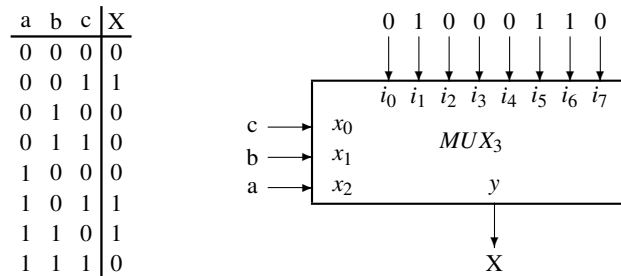 a b c X
0 0 0 0
0 0 1 1
0 1 0 0
0 1 1 0
1 0 0 0
1 0 1 1
1 1 0 1
1 1 1 0
0 1 0 0 0 1 1 0
i₀ i₁ i₂ i₃ i₄ i₅ i₆ i₇
c x₀ MUX₃
b x₁
a x₂ y
X